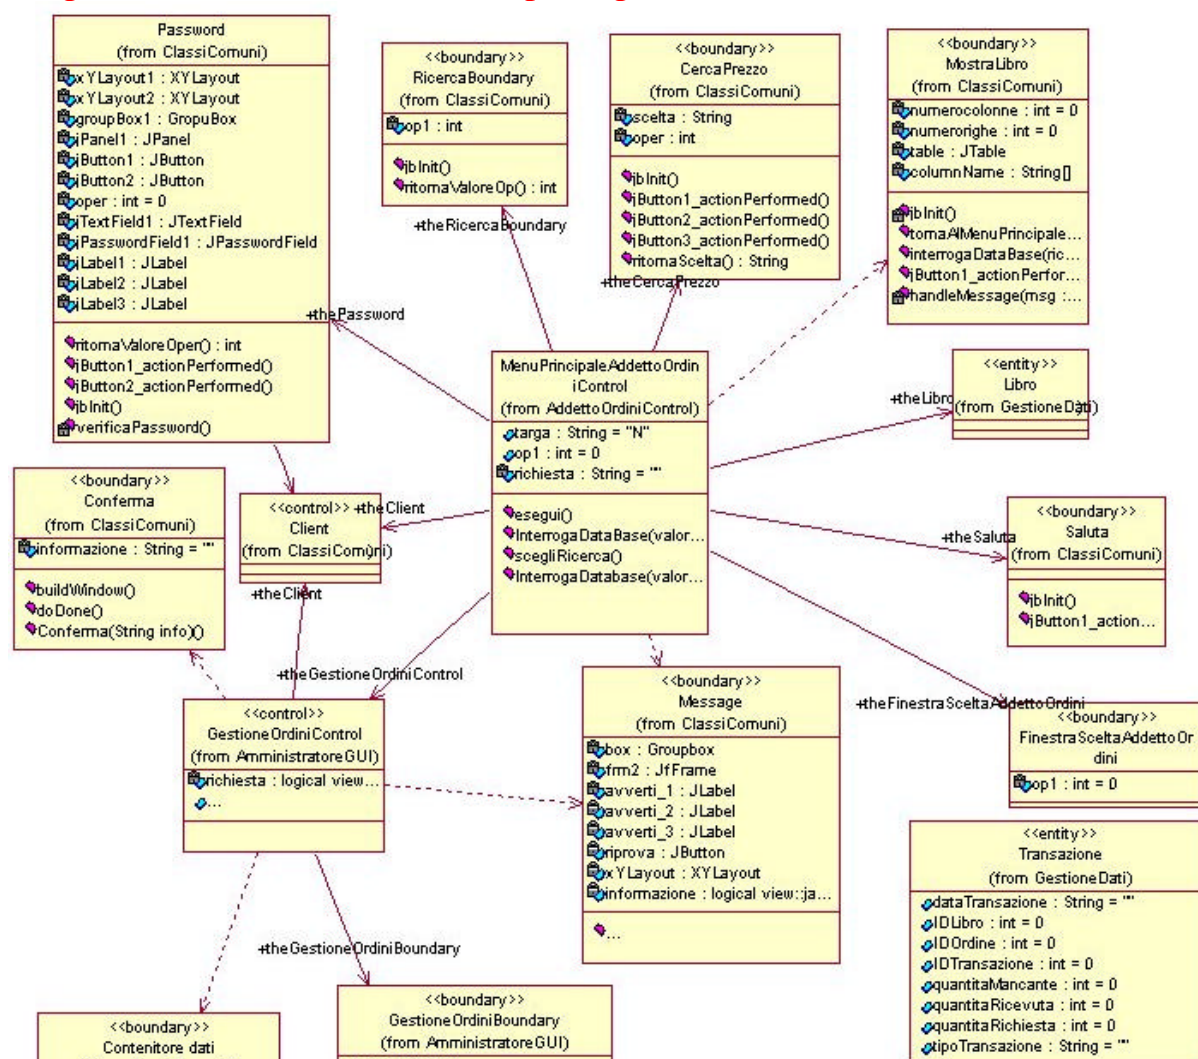 Password
(from ClassiComuni)
xYLayout1 : XYLayout
xYLayout2 : XYLayout
groupBox1 : GropuBox
jPanel1 : JPanel
jButton1 : JButton
jButton2 : JButton
oper : int = 0
jTextField1 : JTextField
jPasswordField1 : JPasswordField
jLabel1 : JLabel
jLabel2 : JLabel
jLabel3 : JLabel
ritornaValoreOper() : int
jButton1_actionPerformed()
jButton2_actionPerformed()
jbInit()
verificaPassword()
<<boundary>>
RicercaBoundary
(from ClassiComuni)
op1 : int
jbInit()
ritornaValoreOp() : int
+theRicercaBoundary
<<boundary>>
CercaPrezzo
(from ClassiComuni)
scelta : String
oper : int
jbInit()
jButton1_actionPerformed()
jButton2_actionPerformed()
jButton3_actionPerformed()
ritornaScelta() : String
+theCercaPrezzo
<<boundary>>
MostraLibro
(from ClassiComuni)
numerocolonne : int = 0
numerorighe : int = 0
table : JTable
columnName : String[]
jbInit()
tornaAlMenuPrincipale...
interrogaDataBase(ric...
jButton1_actionPerfor...
handleMessage(msg :...
+thePassword
MenuPrincipaleAddettoOrdin
iControl
(from AddettoOrdiniControl)
targa : String = "N"
op1 : int = 0
richiesta : String = ""
esegui()
InterrogaDataBase(valor...
scegliRicerca()
InterrogaDatabase(valor...
<<entity>>
Libro
(from GestioneDati)
+theLibro
<<boundary>>
Conferma
(from ClassiComuni)
informazione : String = ""
buildWindow()
doDone()
Conferma(String info)()
<<control>>
Client
(from ClassiComuni)
+theClient
+theClient
<<boundary>>
Saluta
(from ClassiComuni)
jbInit()
jButton1_action...
+theSaluta
+theGestioneOrdiniControl
<<control>>
GestioneOrdiniControl
(from AmministratoreGUI)
richiesta : logical view...
...
<<boundary>>
Message
(from ClassiComuni)
box : Groupbox
frm2 : JfFrame
avverti_1 : JLabel
avverti_2 : JLabel
avverti_3 : JLabel
riprova : JButton
xYLayout : XYLayout
informazione : logical view::ja...
...
+theFinestraSceltaAddettoOrdini
<<boundary>>
FinestraSceltaAddettoOr
dini
op1 : int = 0
<<entity>>
Transazione
(from GestioneDati)
dataTransazione : String = ""
IDLibro : int = 0
IDOrdine : int = 0
IDTransazione : int = 0
quantitaMancante : int = 0
quantitaRicevuta : int = 0
quantitaRichiesta : int = 0
tipoTransazione : String = ""
+theGestioneOrdiniBoundary
<<boundary>>
Contenitore dati
<<boundary>>
GestioneOrdiniBoundary
(from AmministratoreGUI)